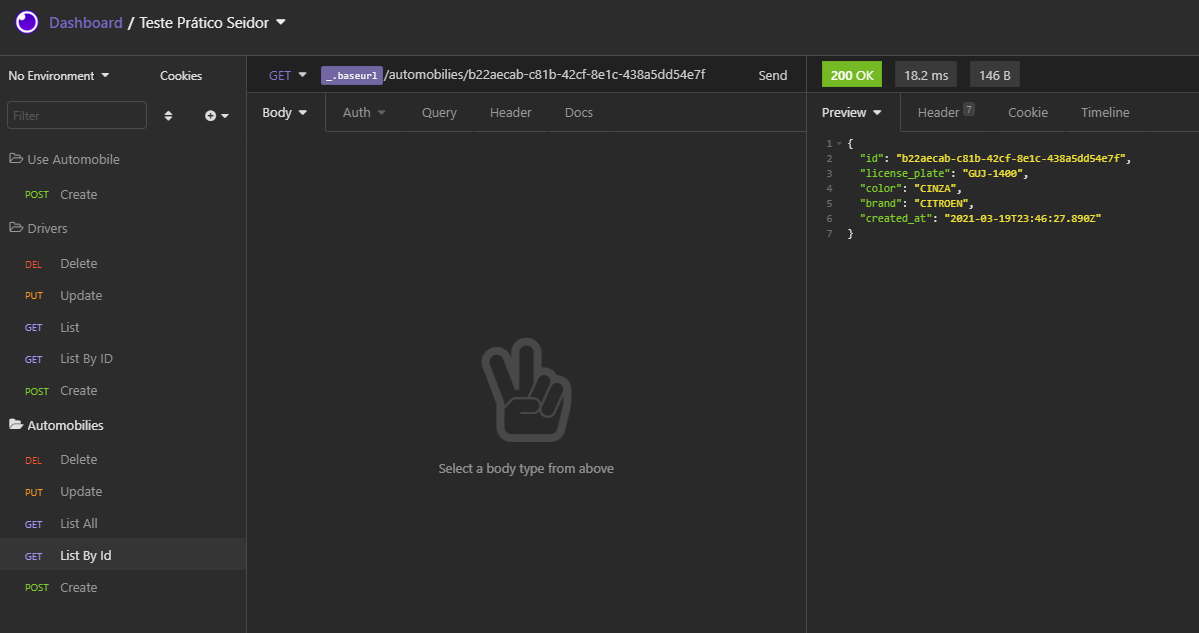 Dashboard / Teste Prático Seidor
No Environment
Cookies
Filter
Use Automobile
POST Create
Drivers
DEL Delete
PUT Update
GET List
GET List By ID
POST Create
Automobilies
DEL Delete
PUT Update
GET List All
GET List By Id
POST Create
GET _.baseurl/automobilies/b22aecab-c81b-42cf-8e1c-438a5dd54e7f Send
Body Auth Query Header Docs
Select a body type from above
200 OK 18.2 ms 146 B
Preview Header 7 Cookie Timeline
1 {
2 "id": "b22aecab-c81b-42cf-8e1c-438a5dd54e7f",
3 "license_plate": "GUJ-1400",
4 "color": "CINZA",
5 "brand": "CITROEN",
6 "created_at": "2021-03-19T23:46:27.890Z"
7 }